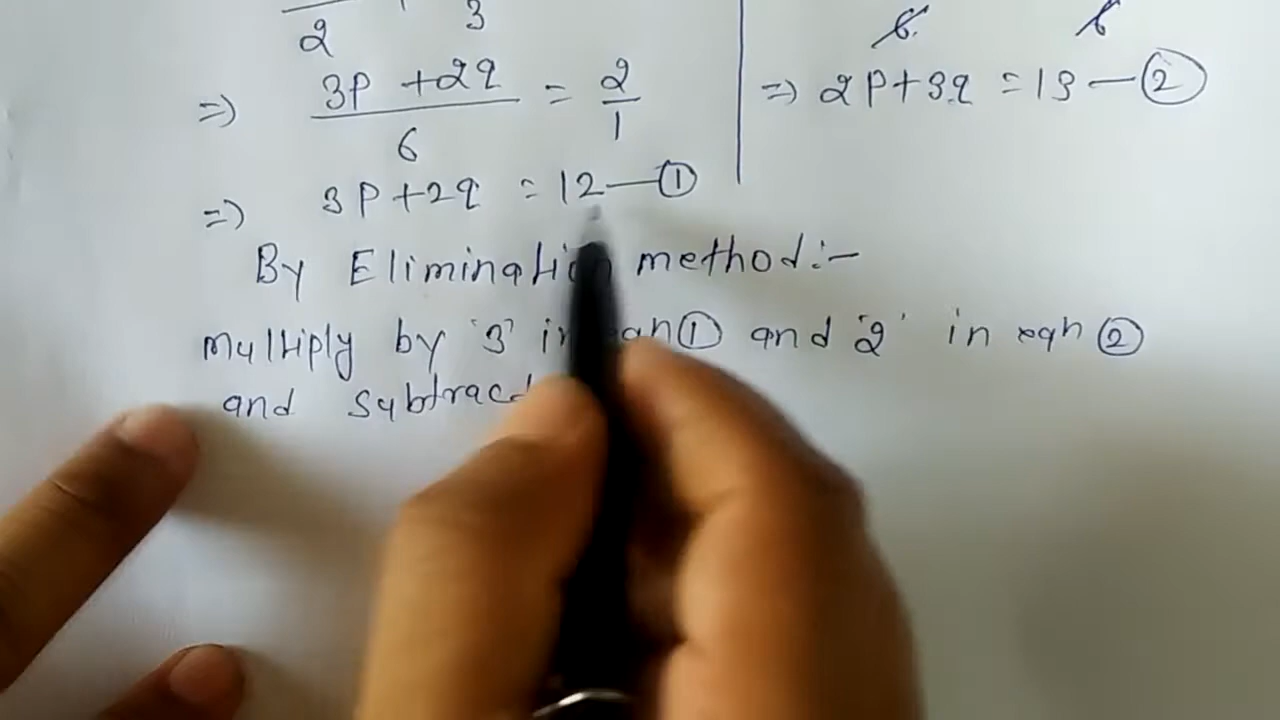 2 3
=> 3p + 2q / 6 = 2 / 1
=> 3p + 2q = 12 — ①
6 6
=> 2p + 3q = 13 — ②
By Elimination method:-
multiply by '3' in eqn ① and '2' in eqn ②
and subtract